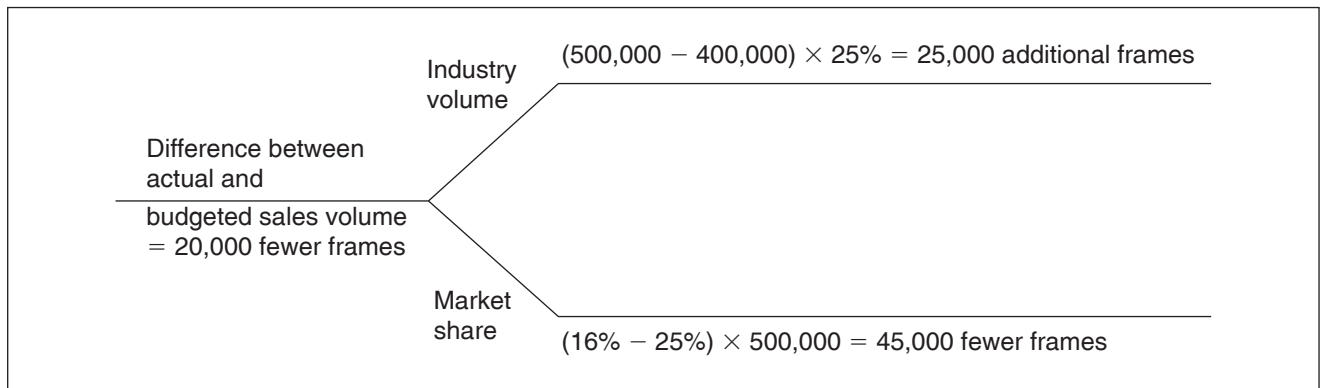 (500,000 − 400,000) × 25% = 25,000 additional frames
Industry
volume
Difference between
actual and
budgeted sales volume
= 20,000 fewer frames
Market
share
(16% − 25%) × 500,000 = 45,000 fewer frames